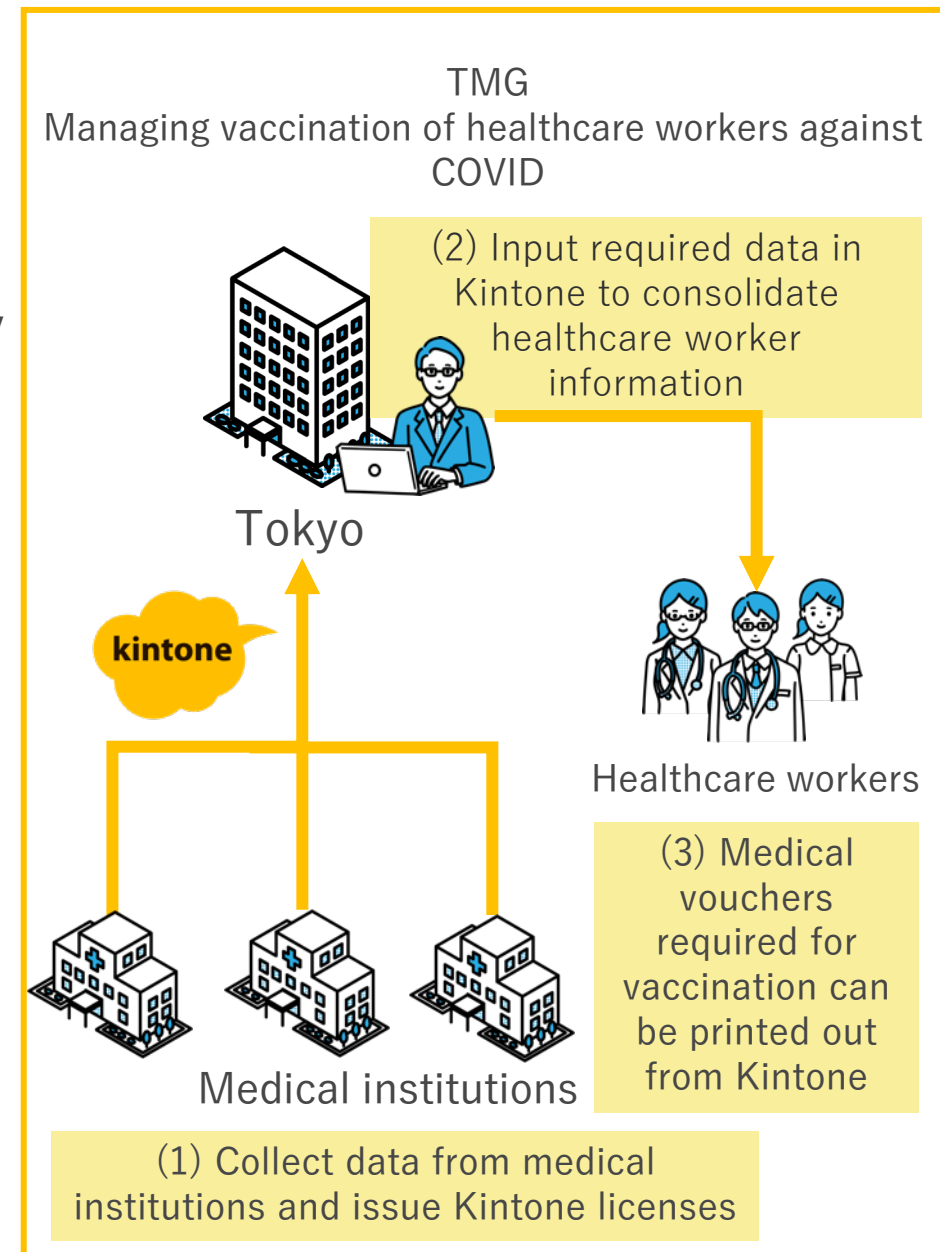 TMG
Managing vaccination of healthcare workers against
COVID
(2) Input required data in
Kintone to consolidate
healthcare worker
information
Tokyo
kintone
Healthcare workers
(3) Medical
vouchers
required for
vaccination can
be printed out
from Kintone
Medical institutions
(1) Collect data from medical
institutions and issue Kintone licenses